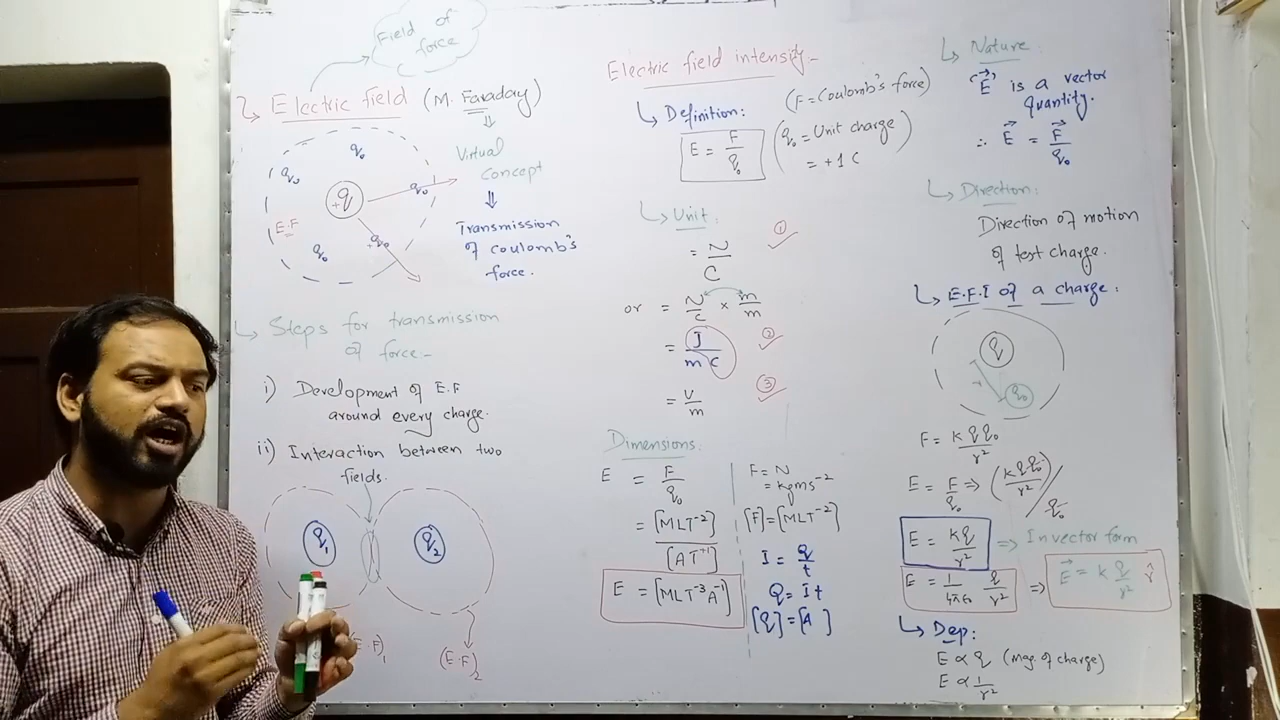 Field of
force
↳ Electric field (M. Faraday)
⇓
Virtual
concept
⇓
Transmission
of Coulomb's
force.
q₀
q₀
+q
q₀
E.F
+q₀
q₀
↳ Steps for transmission
of force -
i) Development of E.F
around every charge.
ii) Interaction between two
fields.
q₁
q₂
(E.F)₁
(E.F)₂
Electric field intensity -
↳ Definition:
(F = Coulomb's force)
E = F/q₀
(q₀ = Unit charge
= +1 C)
↳ Unit:
= N/C ①
or = N/C × m/m
= J/mC ②
= V/m ③
Dimensions:
E = F/q₀
= [MLT⁻²]/[AT⁺¹]
E = [MLT⁻³A⁻¹]
F = N
= kgms⁻²
[F] = [MLT⁻²]
I = Q/t
Q = It
[q] = [A ]
↳ Nature:
"E⃗" is a vector
quantity.
∴ E⃗ = F⃗/q₀
↳ Direction:
Direction of motion
of test charge.
↳ E.F.I of a charge:
q
r
q₀
F = Kqq₀/r²
E = F/q₀ ⇒ (Kqq₀/r²)/q₀
E = Kq/r² ⇒ In vector form
E = 1/4πε₀ q/r² ⇒ E⃗ = K q/r² r̂
↳ Dep:
E ∝ q (mag. of charge)
E ∝ 1/r²